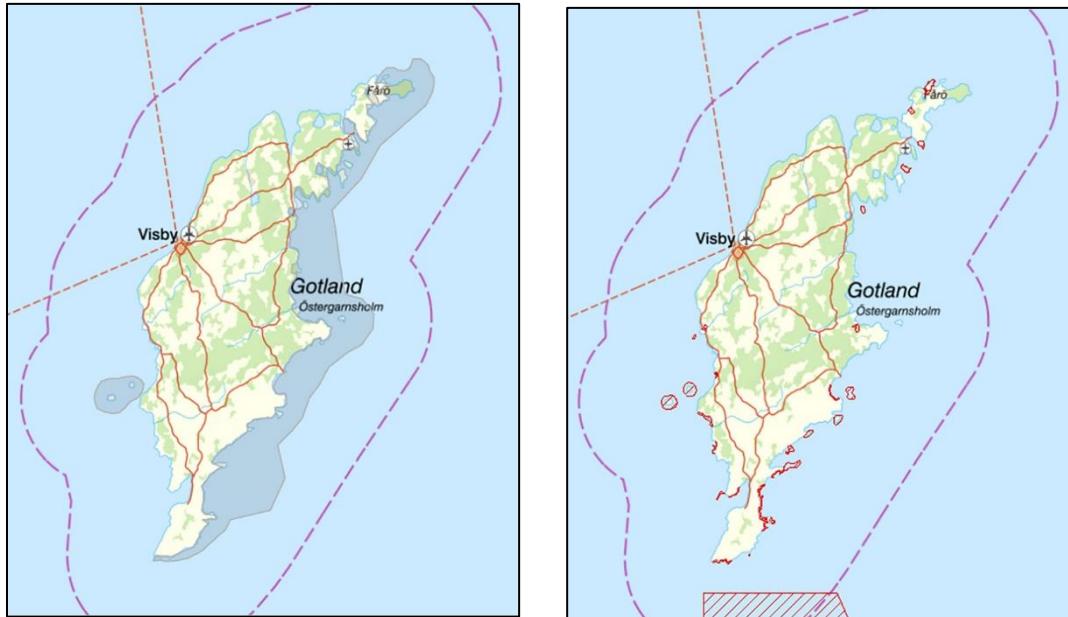 Fårö
Visby
Gotland
Östergarnsholm
Fårö
Visby
Gotland
Östergarnsholm